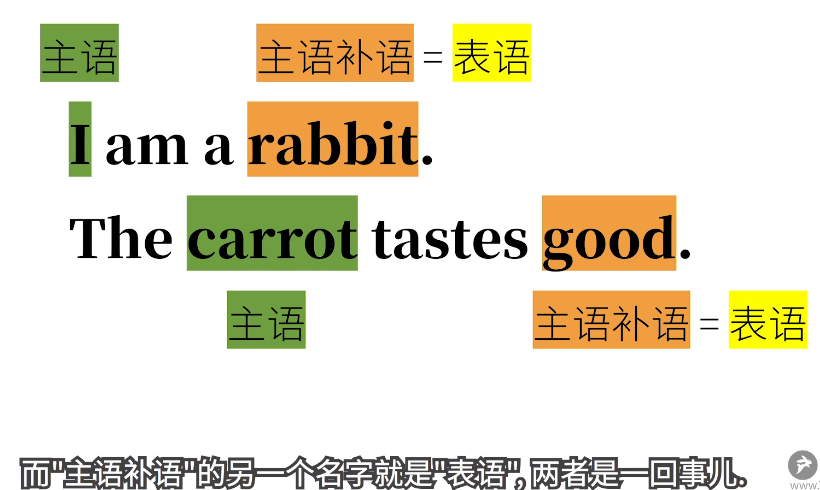 主语 主语补语 = 表语
I am a rabbit.
The carrot tastes good.
主语 主语补语 = 表语
而"主语补语"的另一个名字就是"表语", 两者是一回事儿.
www.